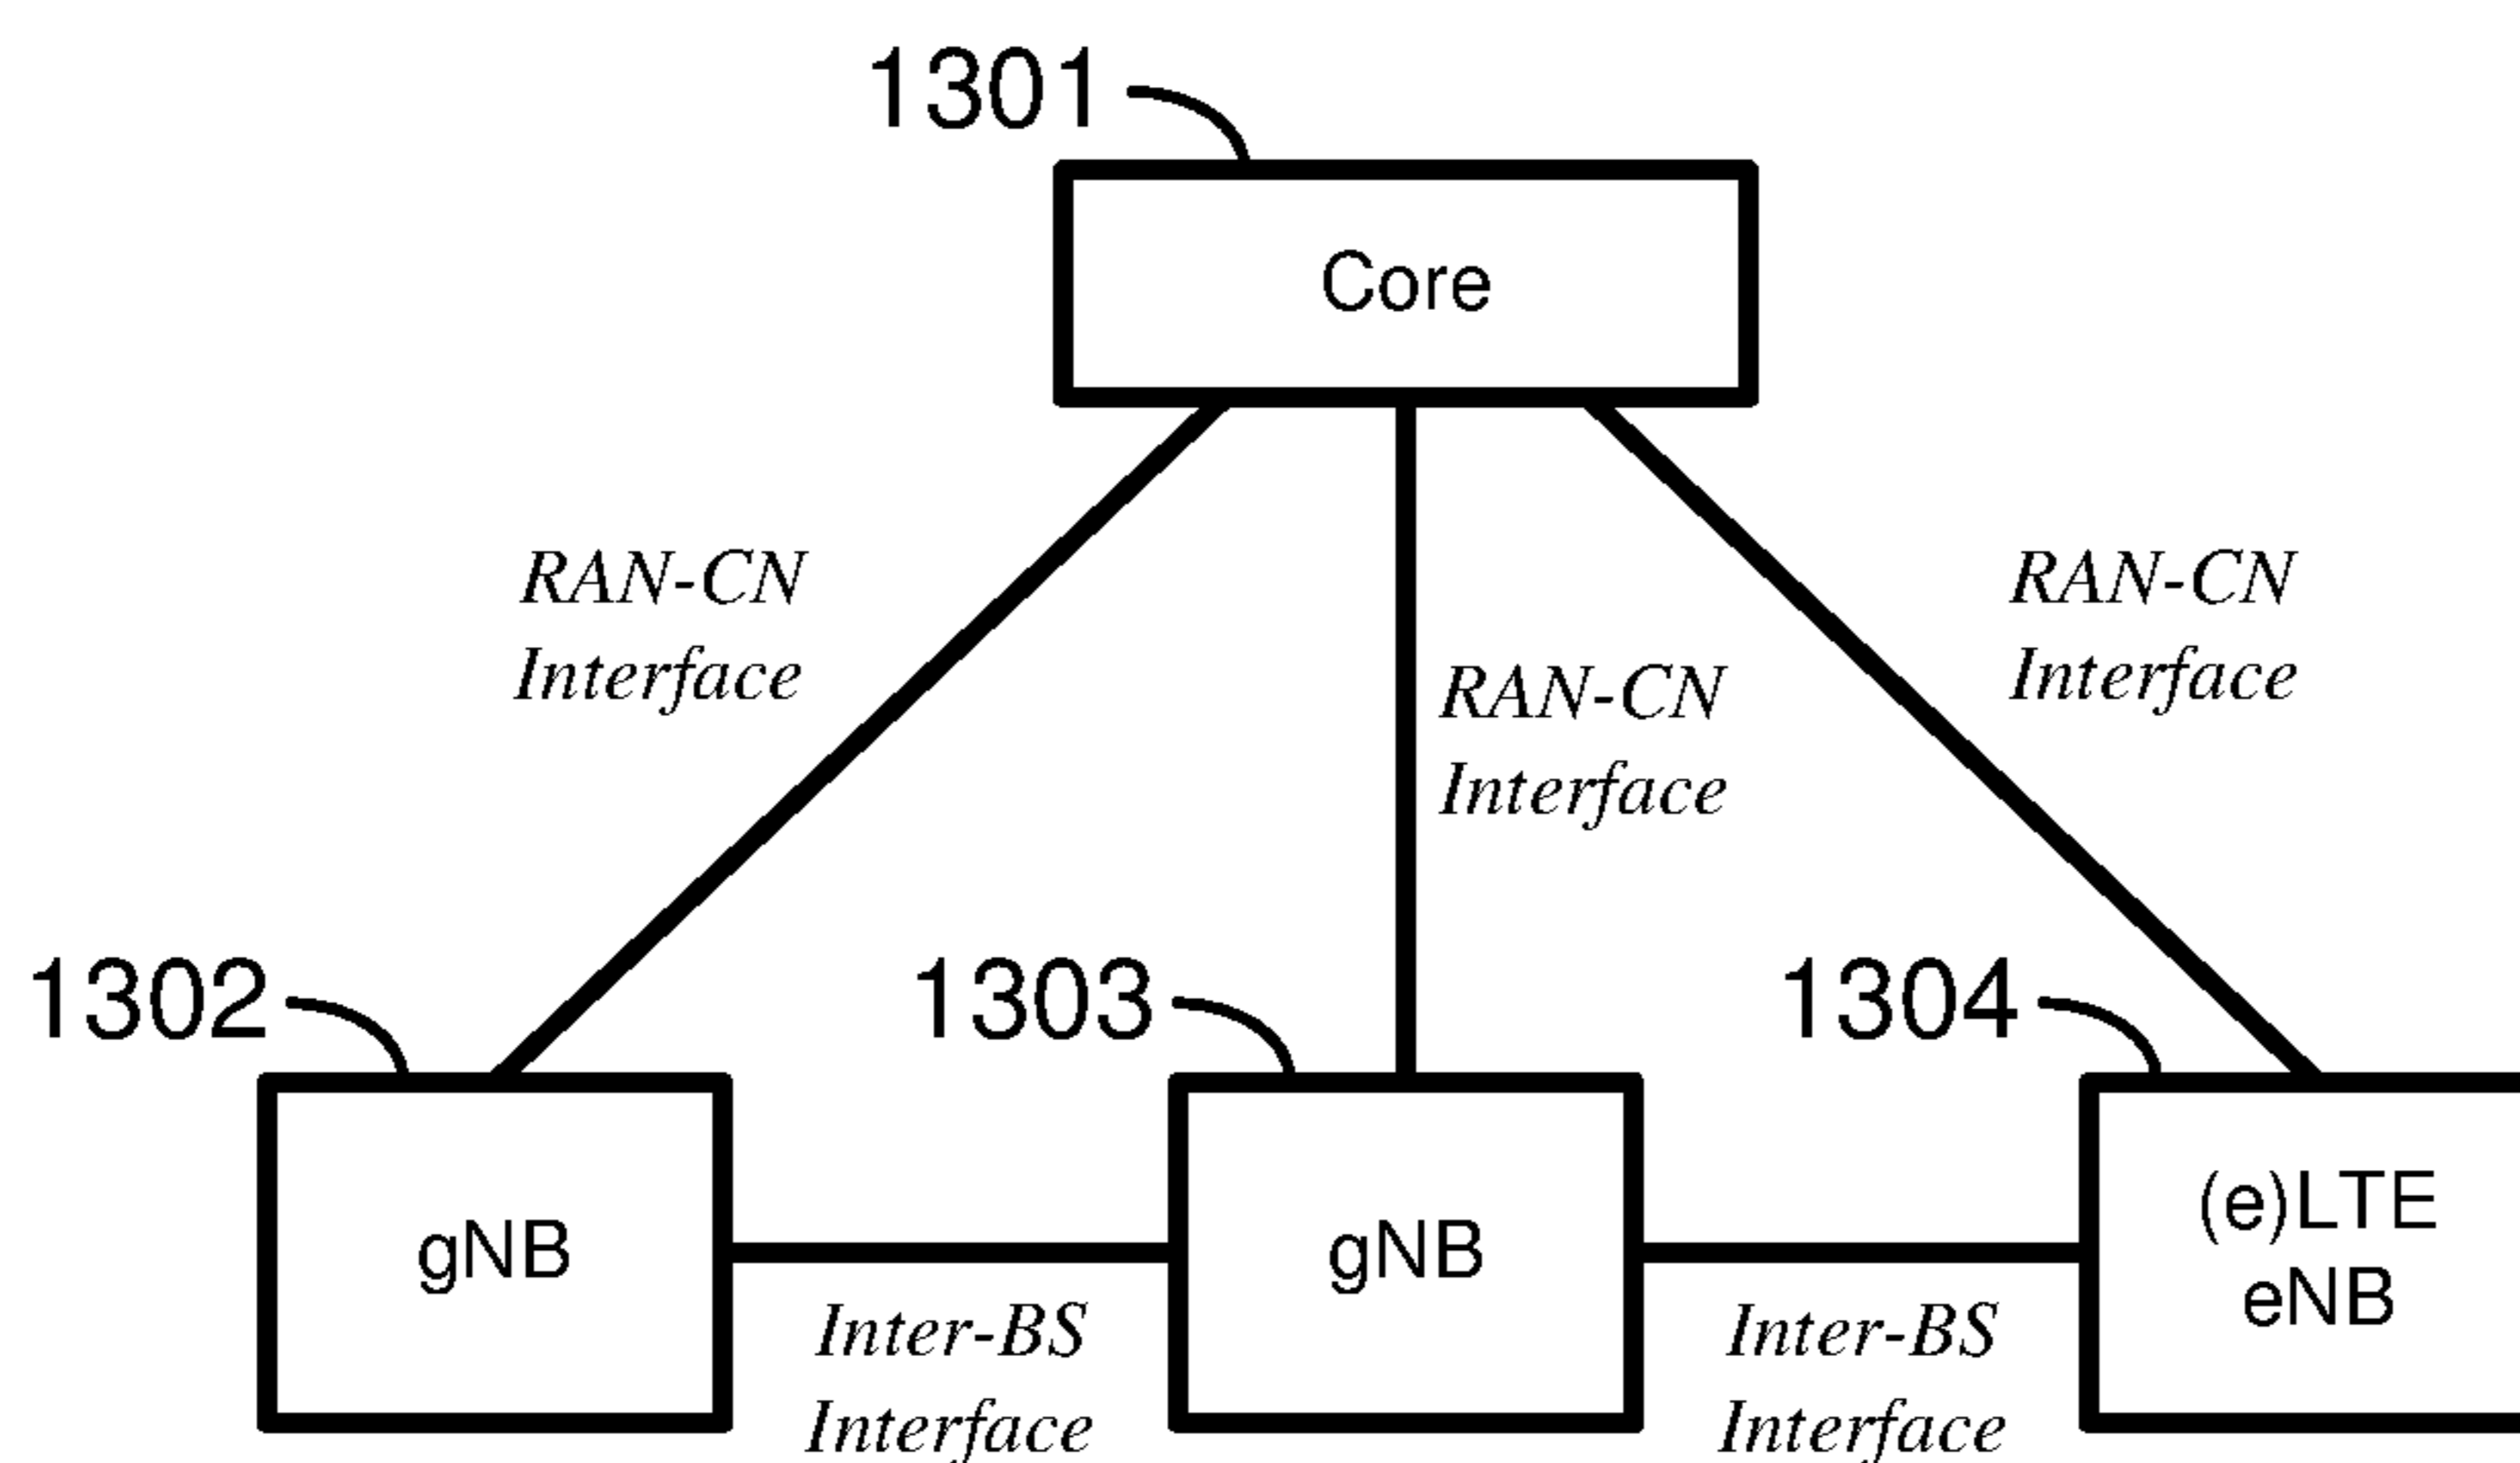 1301
Core
RAN-CN
Interface
RAN-CN
Interface
RAN-CN
Interface
1302
1303
1304
gNB
gNB
(e)LTE
eNB
Inter-BS
Interface
Inter-BS
Interface